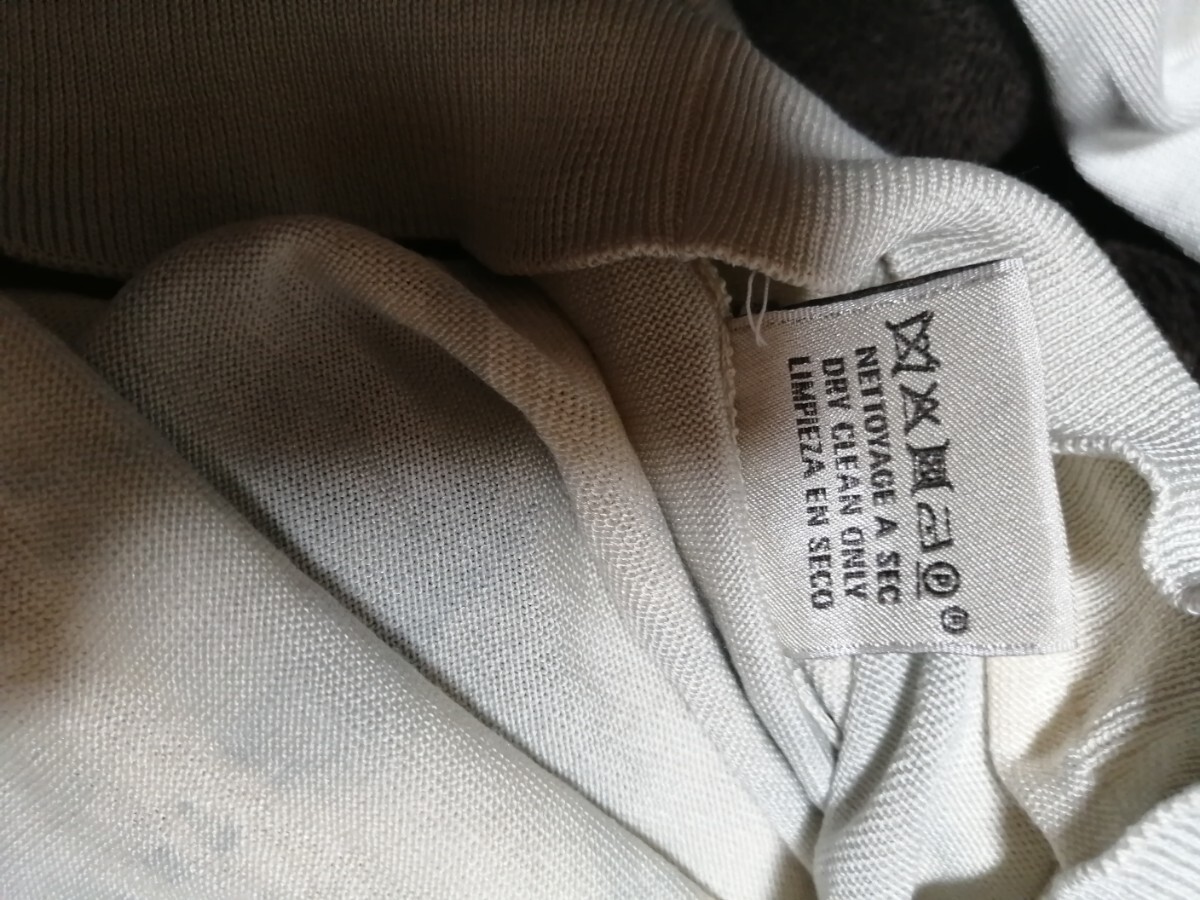 Ⓟ ®
NETTOYAGE A SEC
DRY CLEAN ONLY
LIMPIEZA EN SECO